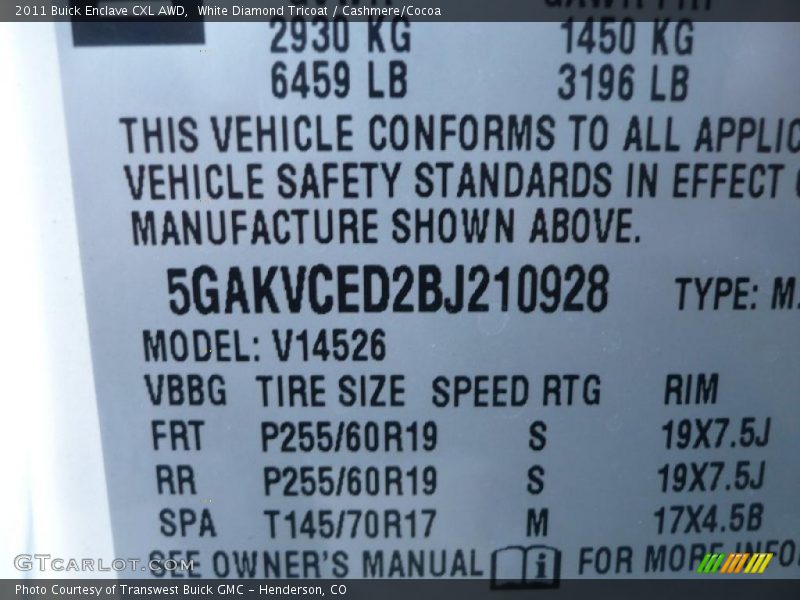 2011 Buick Enclave CXL AWD, White Diamond Tricoat / Cashmere/Cocoa
2930 KG 1450 KG
6459 LB 3196 LB
THIS VEHICLE CONFORMS TO ALL APPLIC
VEHICLE SAFETY STANDARDS IN EFFECT
MANUFACTURE SHOWN ABOVE.
5GAKVCED2BJ210928 TYPE: M.
MODEL: V14526
VBBG TIRE SIZE SPEED RTG RIM
FRT P255/60R19 S 19X7.5J
RR P255/60R19 S 19X7.5J
SPA T145/70R17 M 17X4.5B
SEE OWNER'S MANUAL i FOR MORE INFO
GTCARLOT.COM
Photo Courtesy of Transwest Buick GMC - Henderson, CO